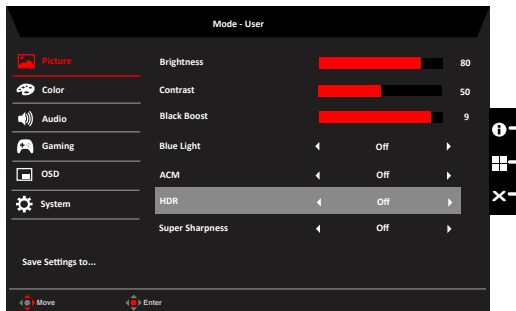 Mode - User
Picture
Brightness 80
Color
Contrast 50
Audio
Black Boost 9
Gaming
Blue Light Off
OSD
ACM Off
System
HDR Off
Super Sharpness Off
Save Settings to...
Move Enter